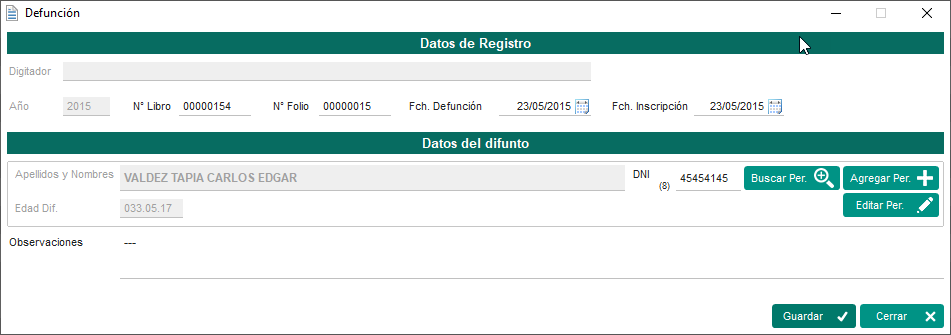 Defunción
Datos de Registro
Digitador
Año 2015 N° Libro 00000154 N° Folio 00000015 Fch. Defunción 23/05/2015 Fch. Inscripción 23/05/2015
Datos del difunto
Apellidos y Nombres VALDEZ TAPIA CARLOS EDGAR DNI (8) 45454145 Buscar Per. Agregar Per.
Edad Dif. 033.05.17 Editar Per.
Observaciones ---
Guardar Cerrar